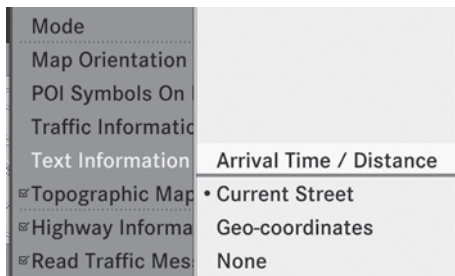 Mode
Map Orientation
POI Symbols On
Traffic Informatic
Text Information
Arrival Time / Distance
Topographic Map
• Current Street
Highway Informa
Geo-coordinates
Read Traffic Mes
None